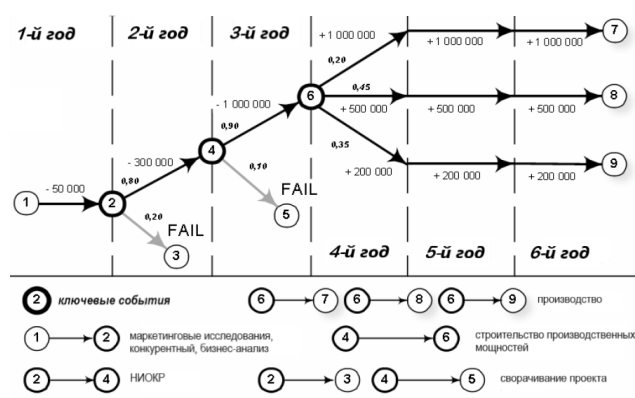 1-й год 2-й год 3-й год
+1 000 000
+ 1 000 000
+ 1 000 000
7
0,20
- 1 000 000
6
0,45
8
+500 000
+ 500 000
+ 500 000
0,90
- 300 000
4
0,35
0,10
9
+ 200 000
+ 200 000
+ 200 000
- 50 000
0,80
FAIL
1
2
5
0,20
FAIL
3
4-й год 5-й год 6-й год
2 ключевые события
6 7 6 8 6 9 производство
1 2 маркетинговые исследования,
конкурентный, бизнес-анализ
4 6 строительство производственных
мощностей
2 4 НИОКР
2 3 4 5 сворачивание проекта